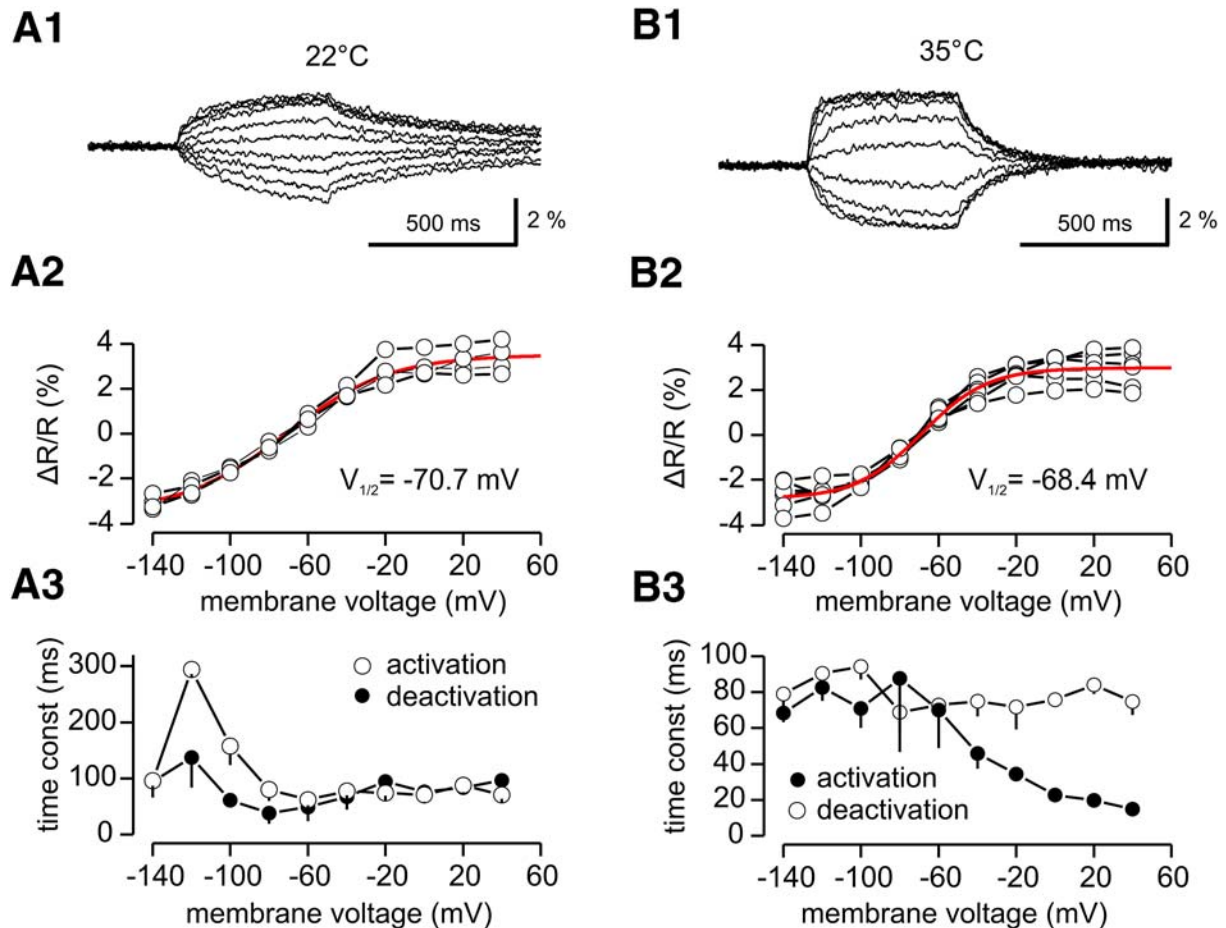 A1
22°C
500 ms
2 %
B1
35°C
500 ms
2 %
A2
ΔR/R (%)
4
2
0
-2
-4
V1/2= -70.7 mV
-140 -100 -60 -20 20 60
membrane voltage (mV)
B2
ΔR/R (%)
4
2
0
-2
-4
V1/2= -68.4 mV
-140 -100 -60 -20 20 60
membrane voltage (mV)
A3
time const (ms)
300
200
100
0
activation
deactivation
-140 -100 -60 -20 20 60
membrane voltage (mV)
B3
time const (ms)
100
80
60
40
20
0
activation
deactivation
-140 -100 -60 -20 20 60
membrane voltage (mV)